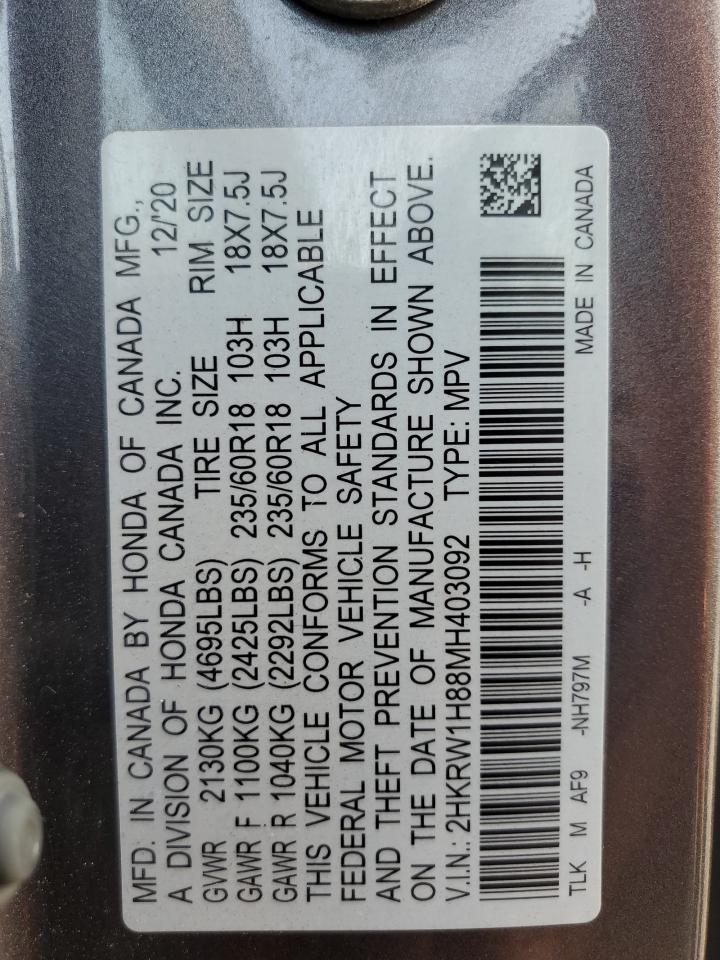 MFD. IN CANADA BY HONDA OF CANADA MFG.,
A DIVISION OF HONDA CANADA INC. 12/'20
GVWR 2130KG (4695LBS) TIRE SIZE RIM SIZE
GAWR F 1100KG (2425LBS) 235/60R18 103H 18X7.5J
GAWR R 1040KG (2292LBS) 235/60R18 103H 18X7.5J
THIS VEHICLE CONFORMS TO ALL APPLICABLE
FEDERAL MOTOR VEHICLE SAFETY
AND THEFT PREVENTION STANDARDS IN EFFECT
ON THE DATE OF MANUFACTURE SHOWN ABOVE.
V.I.N.: 2HKRW1H88MH403092 TYPE: MPV
TLK M AF9 -NH797M -A -H MADE IN CANADA